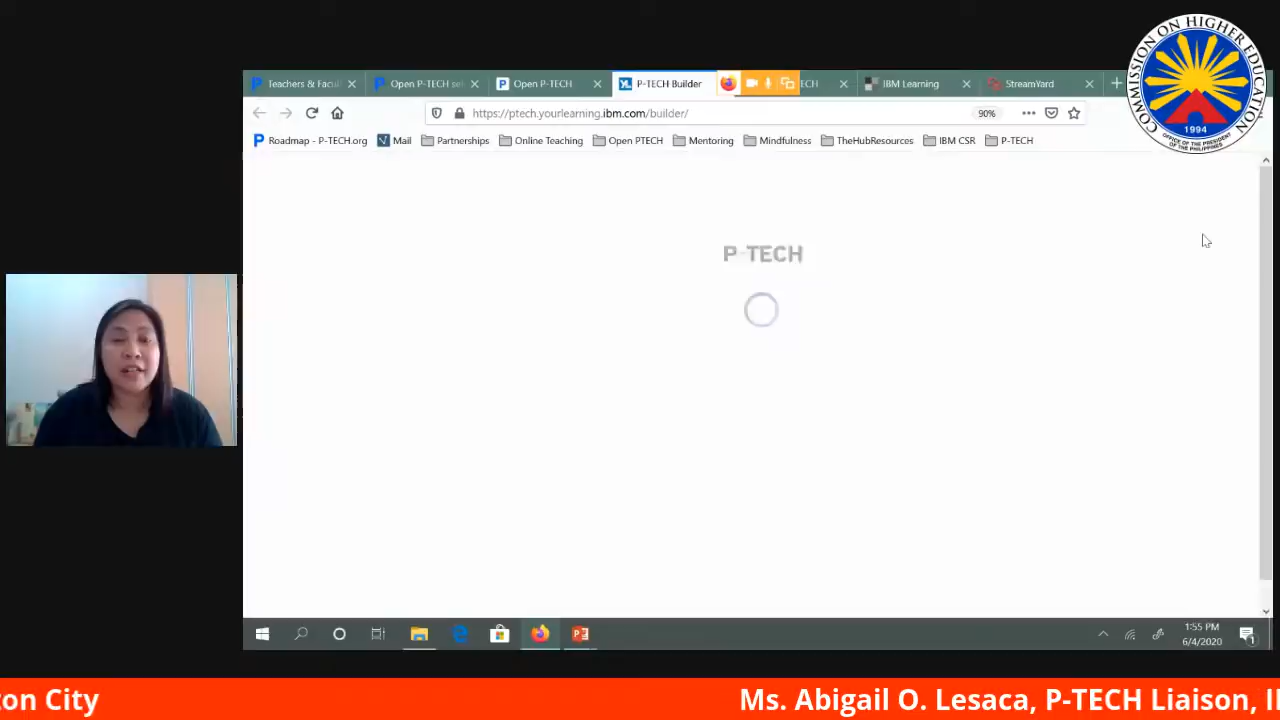 COMMISSION ON HIGHER EDUCATION
1994
OFFICE OF THE PRESIDENT OF THE PHILIPPINES
Teachers & Facul
Open P-TECH sel
Open P-TECH
P-TECH Builder
ECH
IBM Learning
StreamYard
https://ptech.yourlearning.ibm.com/builder/
90%
Roadmap - P-TECH.org
Mail
Partnerships
Online Teaching
Open PTECH
Mentoring
Mindfulness
TheHubResources
IBM CSR
P-TECH
P-TECH
1:55 PM
6/4/2020
zon City
Ms. Abigail O. Lesaca, P-TECH Liaison, I